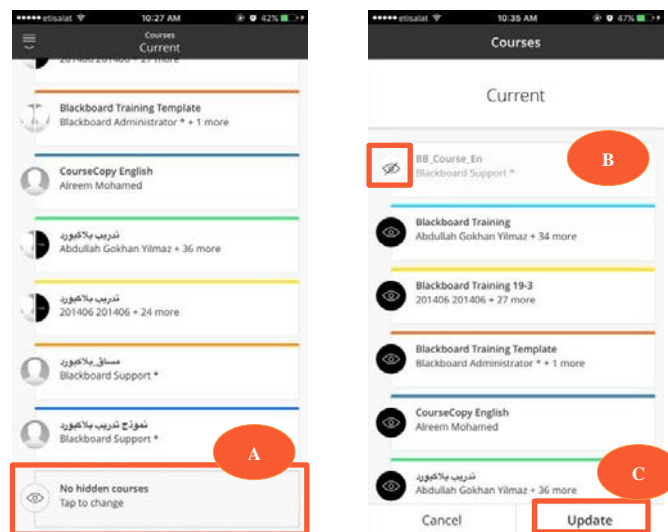 etisalat 10:27 AM 42%
Courses
Current
201406 201406 + 27 more
Blackboard Training Template
Blackboard Administrator * + 1 more
CourseCopy English
Alreem Mohamed
تدريب بلاكبورد
Abdullah Gokhan Yilmaz + 36 more
تدريب بلاكبورد
201406 201406 + 24 more
مساق_بلاكبورد
Blackboard Support *
نموذج تدريب بلاكبورد
Blackboard Support *
A
No hidden courses
Tap to change
etisalat 10:35 AM 47%
Courses
Current
BB_Course_En
Blackboard Support *
B
Blackboard Training
Abdullah Gokhan Yilmaz + 34 more
Blackboard Training 19-3
201406 201406 + 27 more
Blackboard Training Template
Blackboard Administrator * + 1 more
CourseCopy English
Alreem Mohamed
تدريب بلاكبورد
Abdullah Gokhan Yilmaz + 36 more
C
Cancel Update